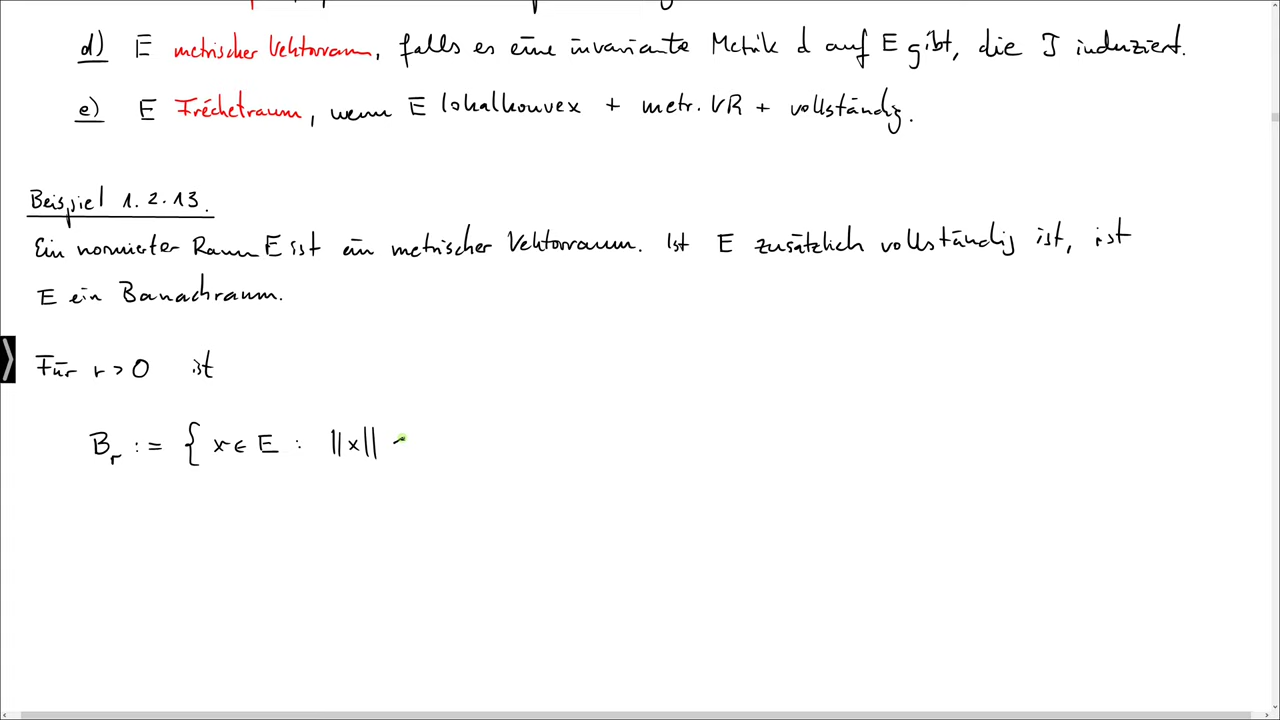 d) E metrischer Vektorraum, falls es eine invariante Metrik d auf E gibt, die T induziert.
e) E Fréchetraum, wenn E lokalkonvex + metr. VR + vollständig.
Beispiel 1.2.13.
Ein normierter Raum E ist ein metrischer Vektorraum. Ist E zusätzlich vollständig ist, ist
E ein Banachraum.
Für r > 0 ist
B_r := { x ∈ E : ||x||